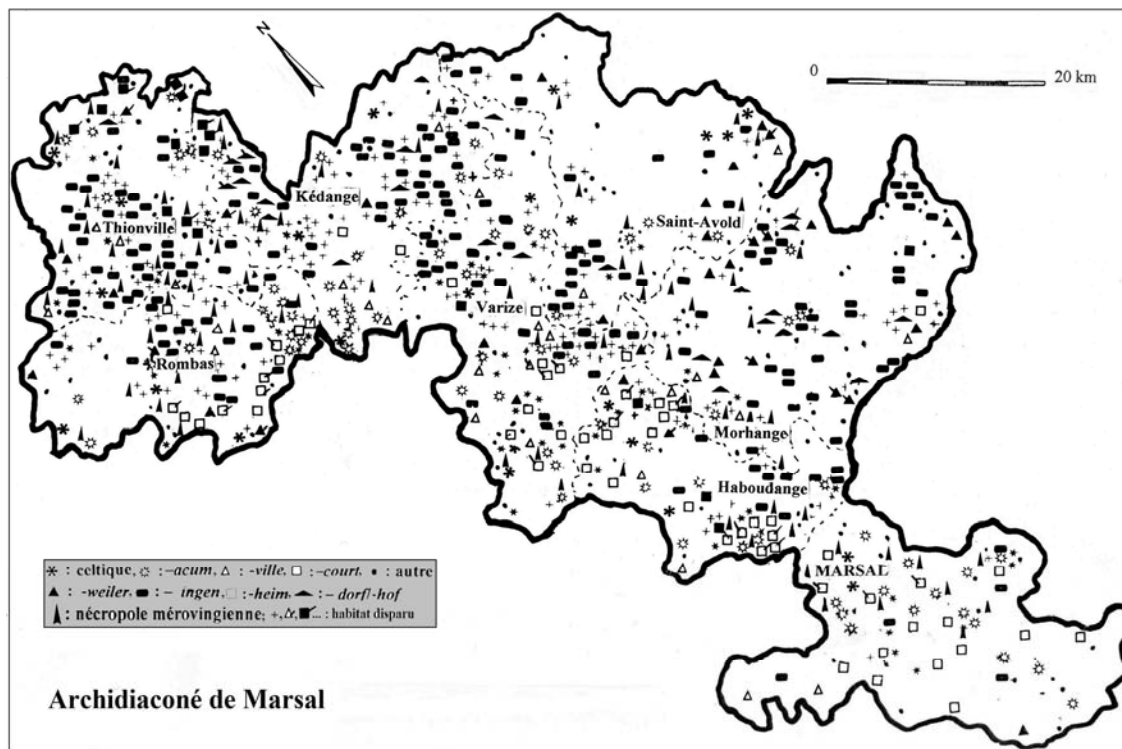 N
0 20 km
Kédange
Thionville
Saint-Avold
Varize
Rombas
Morhange
Haboudange
MARSAL
: celtique, : –acum, : -ville, : –court, : autre
: -weiler, : – ingen, : -heim, : – dorf/-hof
: nécropole mérovingienne; +, ... : habitat disparu
Archidiaconé de Marsal